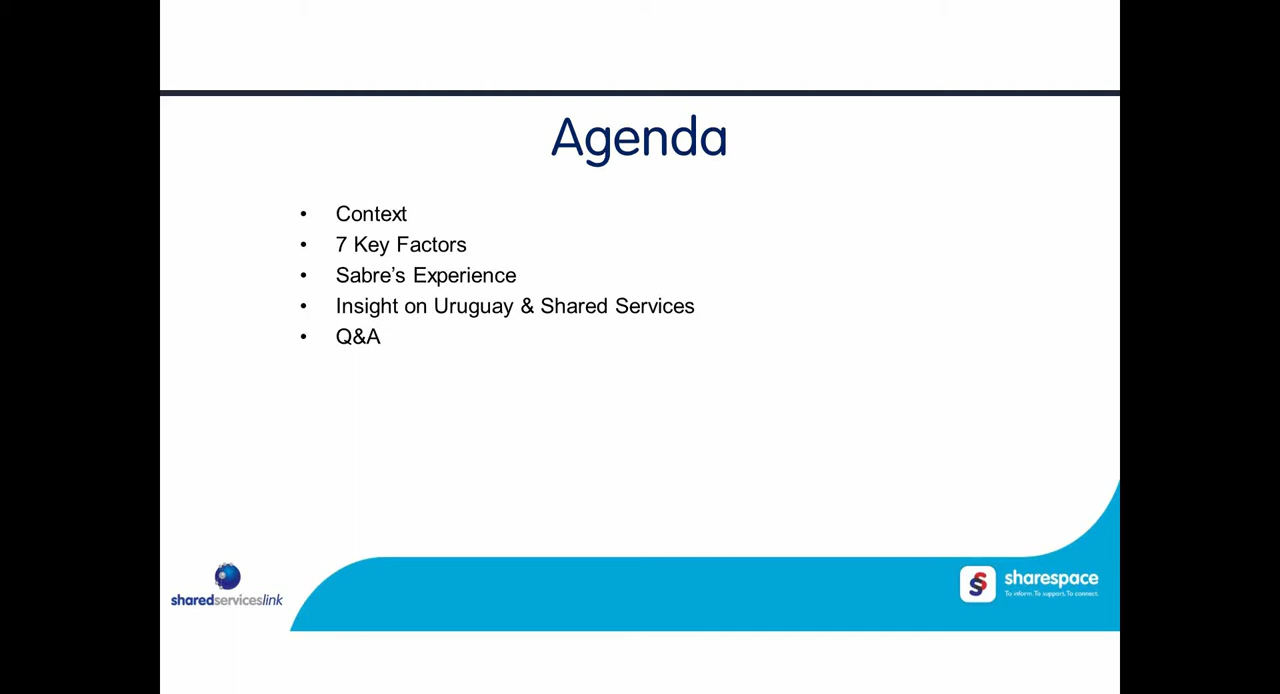 Agenda
• Context
• 7 Key Factors
• Sabre’s Experience
• Insight on Uruguay & Shared Services
• Q&A
sharedserviceslink
sharespace
To inform. To support. To connect.